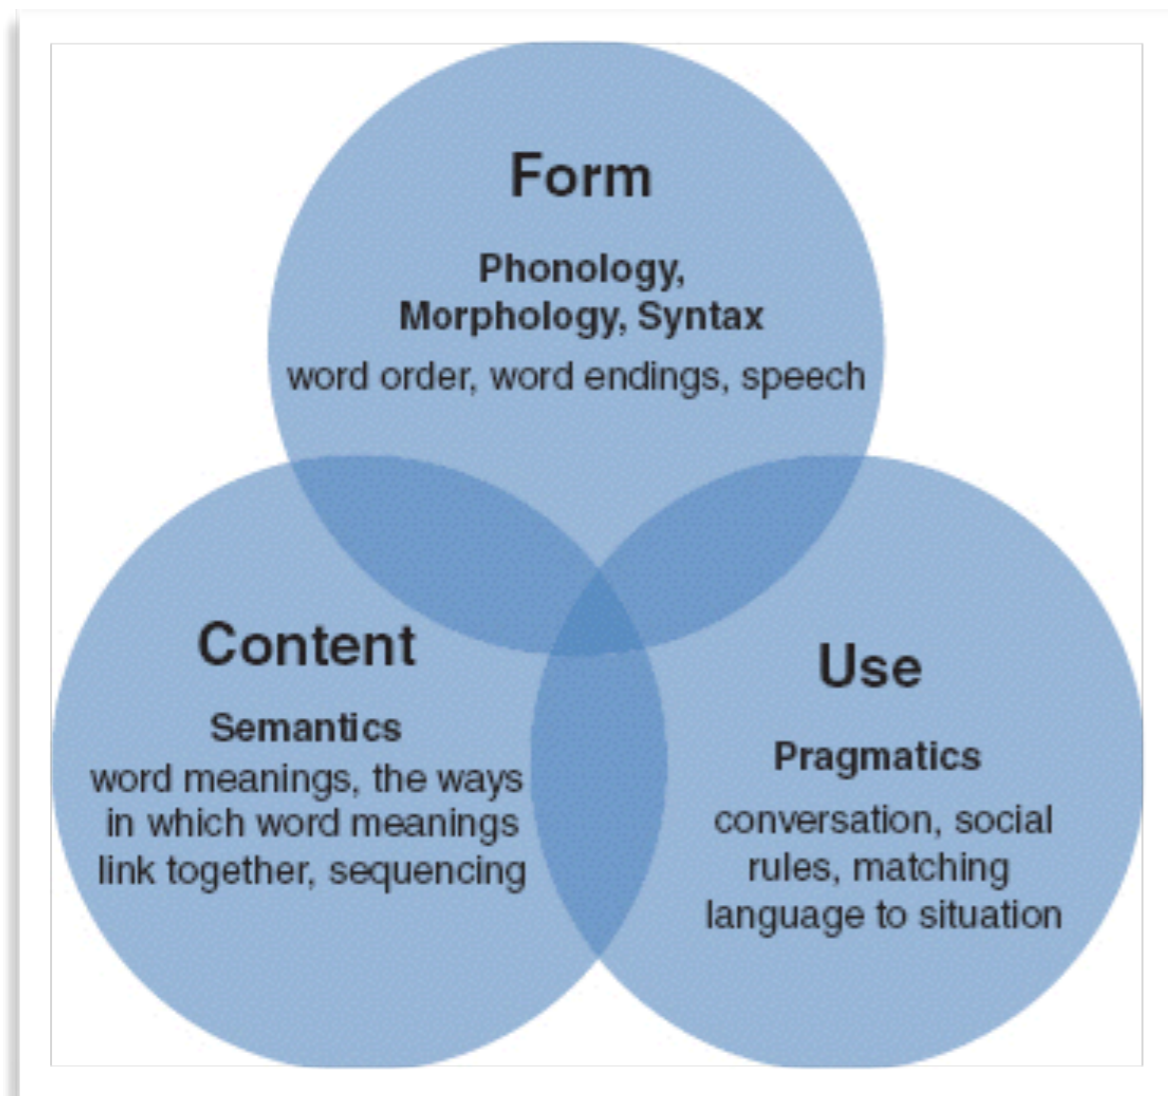 Form
Phonology,
Morphology, Syntax
word order, word endings, speech
Content
Semantics
word meanings, the ways
in which word meanings
link together, sequencing
Use
Pragmatics
conversation, social
rules, matching
language to situation